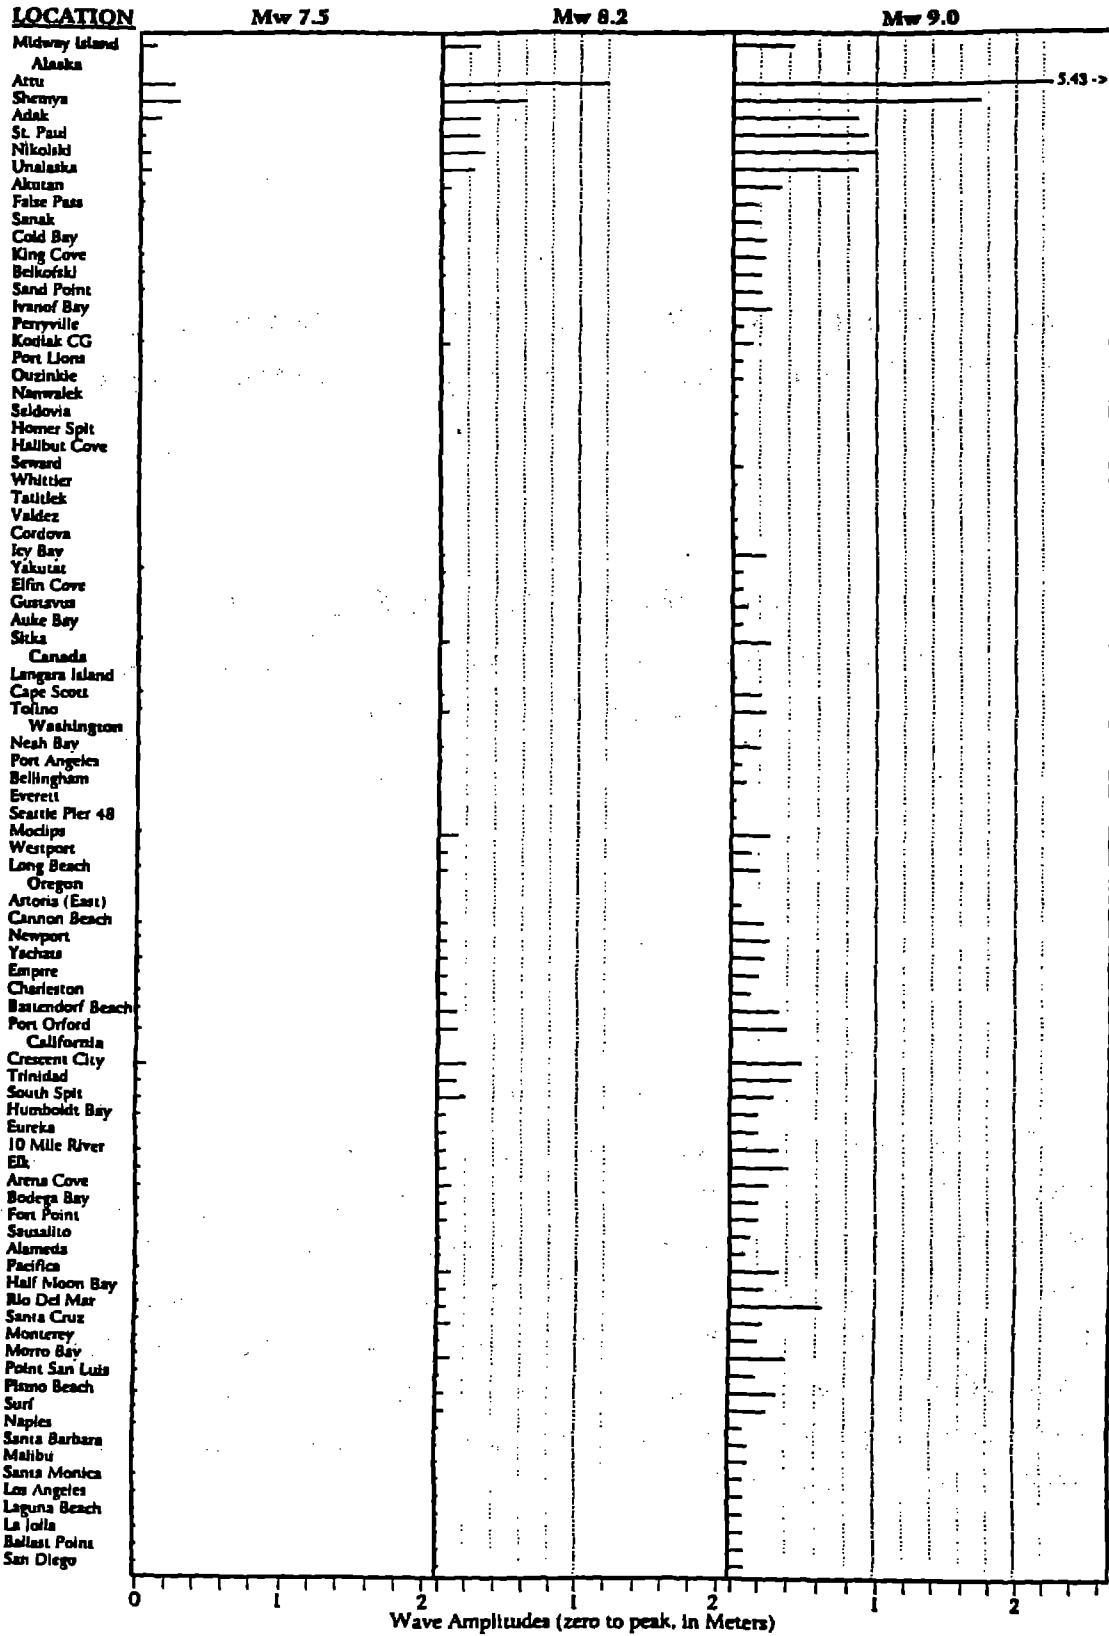 LOCATION Mw 7.5 Mw 8.2 Mw 9.0
Midway Island
Alaska
Attu 5.43 ->
Shemya
Adak
St. Paul
Nikolski
Unalaska
Akutan
False Pass
Sanak
Cold Bay
King Cove
Belkofski
Sand Point
Ivanof Bay
Perryville
Kodiak CG
Port Lions
Ouzinkie
Nanwalek
Seldovia
Homer Spit
Halibut Cove
Seward
Whittier
Tatitlek
Valdez
Cordova
Icy Bay
Yakutat
Elfin Cove
Gustavus
Auke Bay
Sitka
Canada
Langara Island
Cape Scott
Tofino
Washington
Neah Bay
Port Angeles
Bellingham
Everett
Seattle Pier 48
Moclips
Westport
Long Beach
Oregon
Astoria (East)
Cannon Beach
Newport
Yachats
Empire
Charleston
Bastendorf Beach
Port Orford
California
Crescent City
Trinidad
South Spit
Humboldt Bay
Eureka
10 Mile River
Elk
Arena Cove
Bodega Bay
Fort Point
Sausalito
Alameda
Pacifica
Half Moon Bay
Rio Del Mar
Santa Cruz
Monterey
Morro Bay
Point San Luis
Pismo Beach
Surf
Naples
Santa Barbara
Malibu
Santa Monica
Los Angeles
Laguna Beach
La Jolla
Ballast Point
San Diego
0 1 2 1 2 1 2
Wave Amplitudes (zero to peak, in Meters)